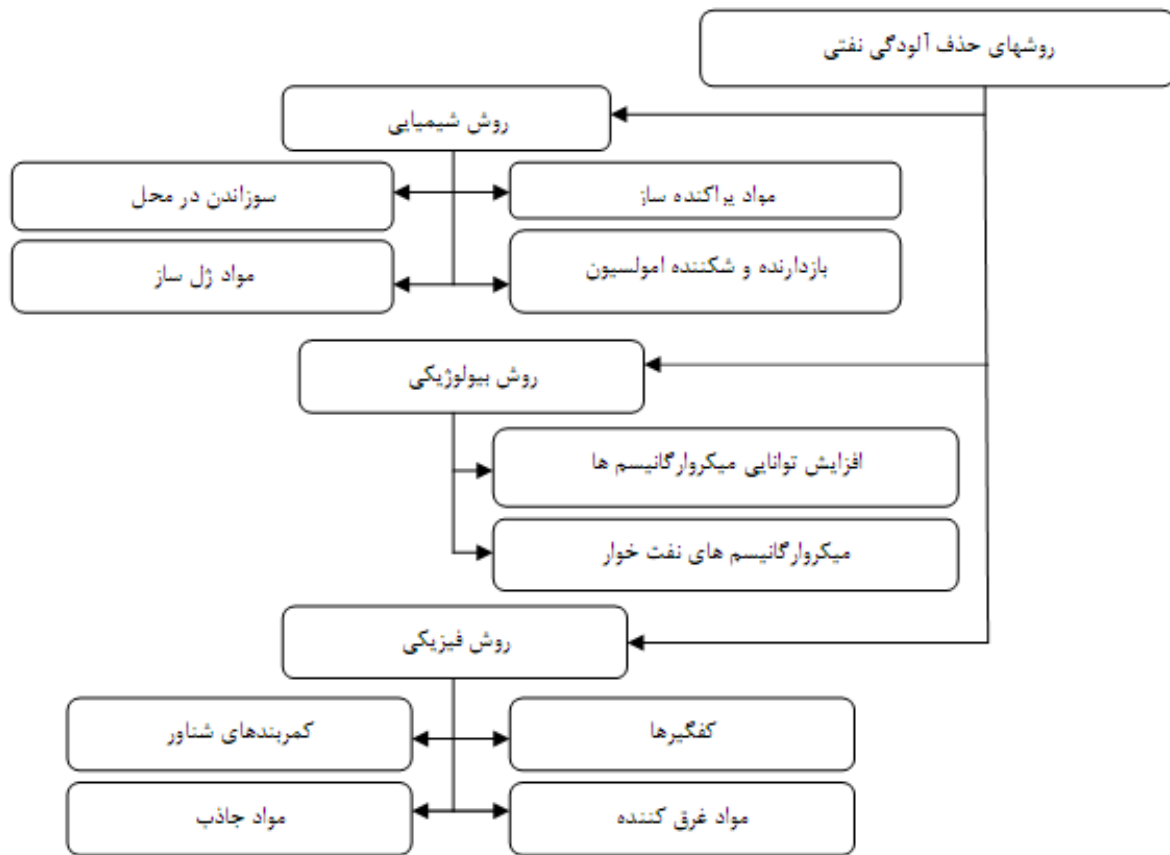 روشهای حذف آلودگی نفتی
روش شیمیایی
مواد پراکنده ساز
سوزاندن در محل
بازدارنده و شکننده امولسیون
مواد ژل ساز
روش بیولوژیکی
افزایش توانایی میکروارگانیسم ها
میکروارگانیسم های نفت خوار
روش فیزیکی
کفگیرها
کمربندهای شناور
مواد غرق کننده
مواد جاذب